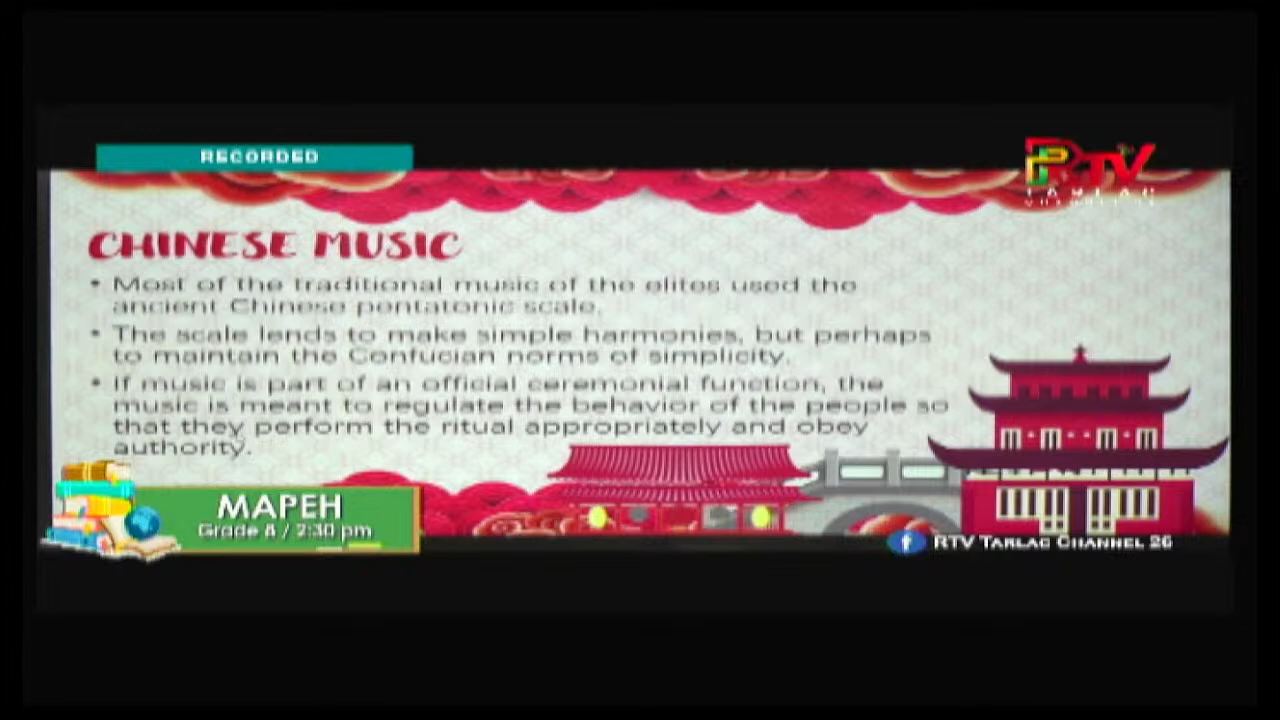 RECORDED
RTV
TARLAC
CHINESE MUSIC
• Most of the traditional music of the elites used the
ancient Chinese pentatonic scale.
• The scale lends to make simple harmonies, but perhaps
to maintain the Confucian norms of simplicity.
• If music is part of an official ceremonial function, the
music is meant to regulate the behavior of the people so
that they perform the ritual appropriately and obey
authority.
MAPEH
Grade 8 / 2:30 pm
RTV TARLAC CHANNEL 26